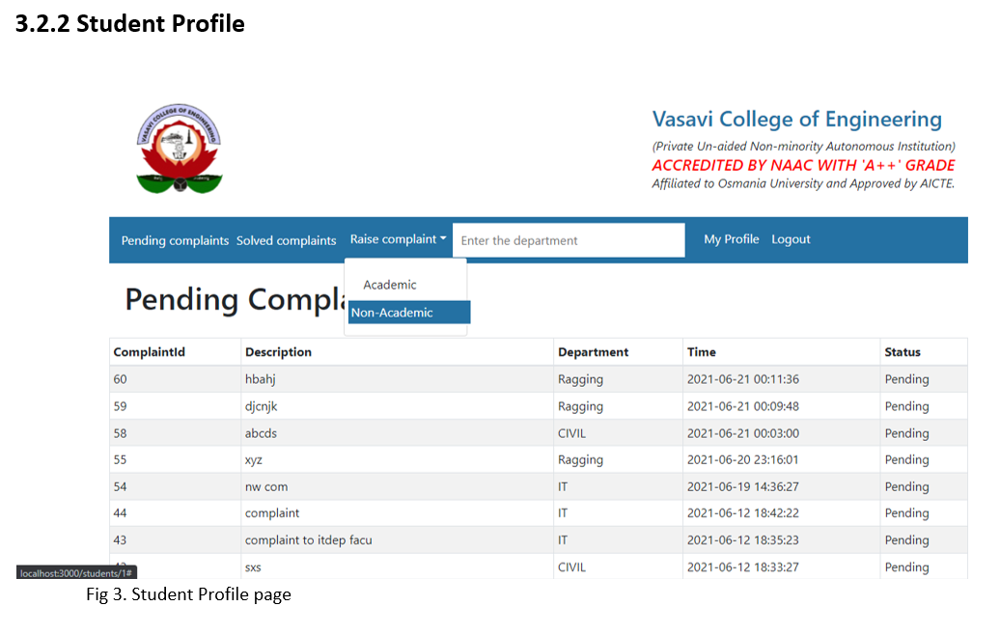 3.2.2 Student Profile
VASAVI COLLEGE OF ENGINEERING
Vasavi College of Engineering
(Private Un-aided Non-minority Autonomous Institution)
ACCREDITED BY NAAC WITH 'A++' GRADE
Affiliated to Osmania University and Approved by AICTE.
Pending complaints Solved complaints Raise complaint Enter the department My Profile Logout
Academic
Non-Academic
Pending
ComplaintId Description Department Time Status
60 hbahj Ragging 2021-06-21 00:11:36 Pending
59 djcnjk Ragging 2021-06-21 00:09:48 Pending
58 abcds CIVIL 2021-06-21 00:03:00 Pending
55 xyz Ragging 2021-06-20 23:16:01 Pending
54 nw com IT 2021-06-19 14:36:27 Pending
44 complaint IT 2021-06-12 18:42:22 Pending
43 complaint to itdep facu IT 2021-06-12 18:35:23 Pending
sxs CIVIL 2021-06-12 18:33:27 Pending
localhost:3000/students/1#
Fig 3. Student Profile page